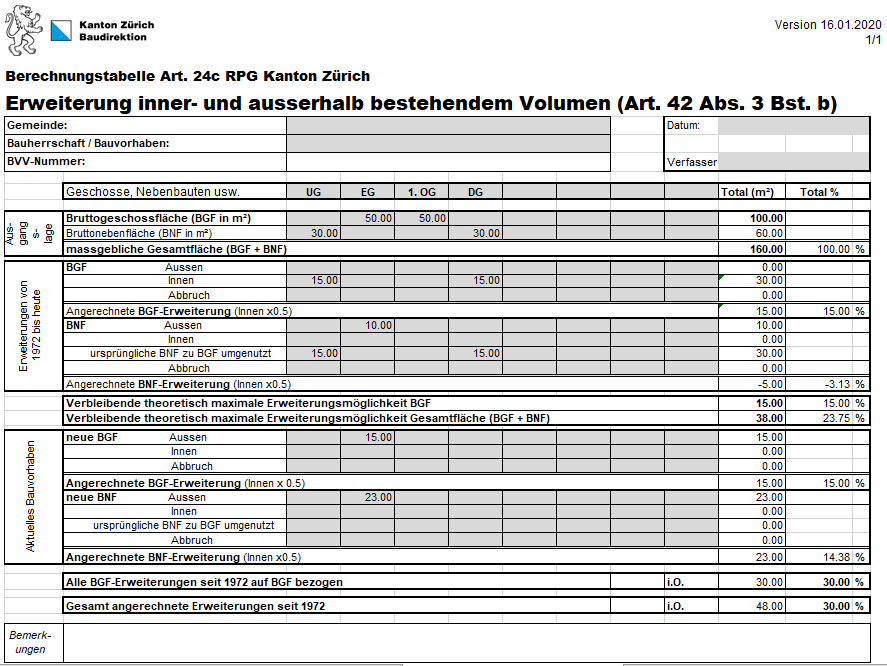 Kanton Zürich
Baudirektion
Version 16.01.2020
1/1
Berechnungstabelle Art. 24c RPG Kanton Zürich
Erweiterung inner- und ausserhalb bestehendem Volumen (Art. 42 Abs. 3 Bst. b)
Gemeinde: Datum:
Bauherrschaft / Bauvorhaben:
BVV-Nummer: Verfasser
Geschosse, Nebenbauten usw. UG EG 1. OG DG Total (m²) Total %
Aus-
gang
s-
lage
Bruttogeschossfläche (BGF in m²) 50.00 50.00 100.00
Bruttonebenfläche (BNF in m²) 30.00 30.00 60.00
massgebliche Gesamtfläche (BGF + BNF) 160.00 100.00 %
Erweiterungen von
1972 bis heute
BGF Aussen 0.00
Innen 15.00 15.00 30.00
Abbruch 0.00
Angerechnete BGF-Erweiterung (Innen x0.5) 15.00 15.00 %
BNF Aussen 10.00 10.00
Innen 0.00
ursprüngliche BNF zu BGF umgenutzt 15.00 15.00 30.00
Abbruch 0.00
Angerechnete BNF-Erweiterung (Innen x0.5) -5.00 -3.13 %
Verbleibende theoretisch maximale Erweiterungsmöglichkeit BGF 15.00 15.00 %
Verbleibende theoretisch maximale Erweiterungsmöglichkeit Gesamtfläche (BGF + BNF) 38.00 23.75 %
Aktuelles Bauvorhaben
neue BGF Aussen 15.00 15.00
Innen 0.00
Abbruch 0.00
Angerechnete BGF-Erweiterung (Innen x 0.5) 15.00 15.00 %
neue BNF Aussen 23.00 23.00
Innen 0.00
ursprüngliche BNF zu BGF umgenutzt 0.00
Abbruch 0.00
Angerechnete BNF-Erweiterung (Innen x0.5) 23.00 14.38 %
Alle BGF-Erweiterungen seit 1972 auf BGF bezogen i.O. 30.00 30.00 %
Gesamt angerechnete Erweiterungen seit 1972 i.O. 48.00 30.00 %
Bemerk-
ungen